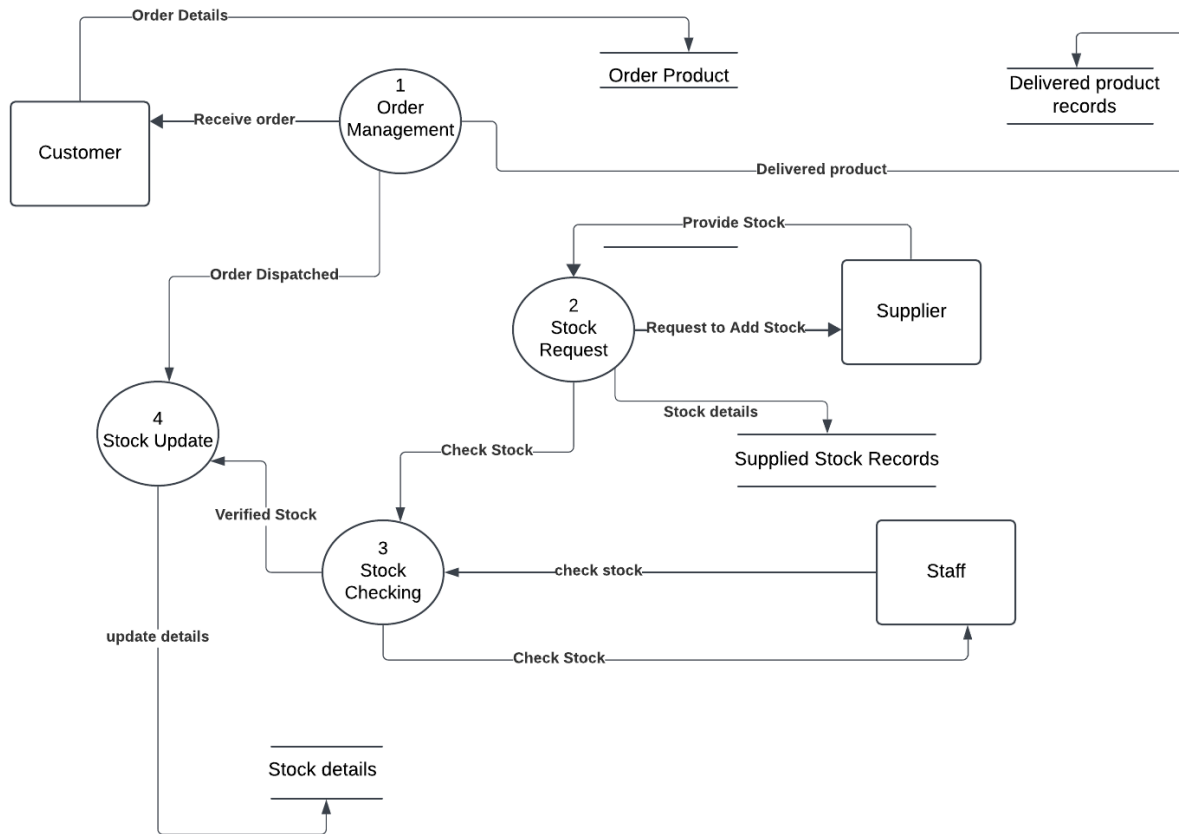 Order Details
Order Product
Delivered product
records
1
Order
Management
Receive order
Customer
Delivered product
Provide Stock
Order Dispatched
2
Stock
Request
Request to Add Stock
Supplier
4
Stock Update
Stock details
Check Stock
Supplied Stock Records
Verified Stock
3
Stock
Checking
check stock
Staff
update details
Check Stock
Stock details